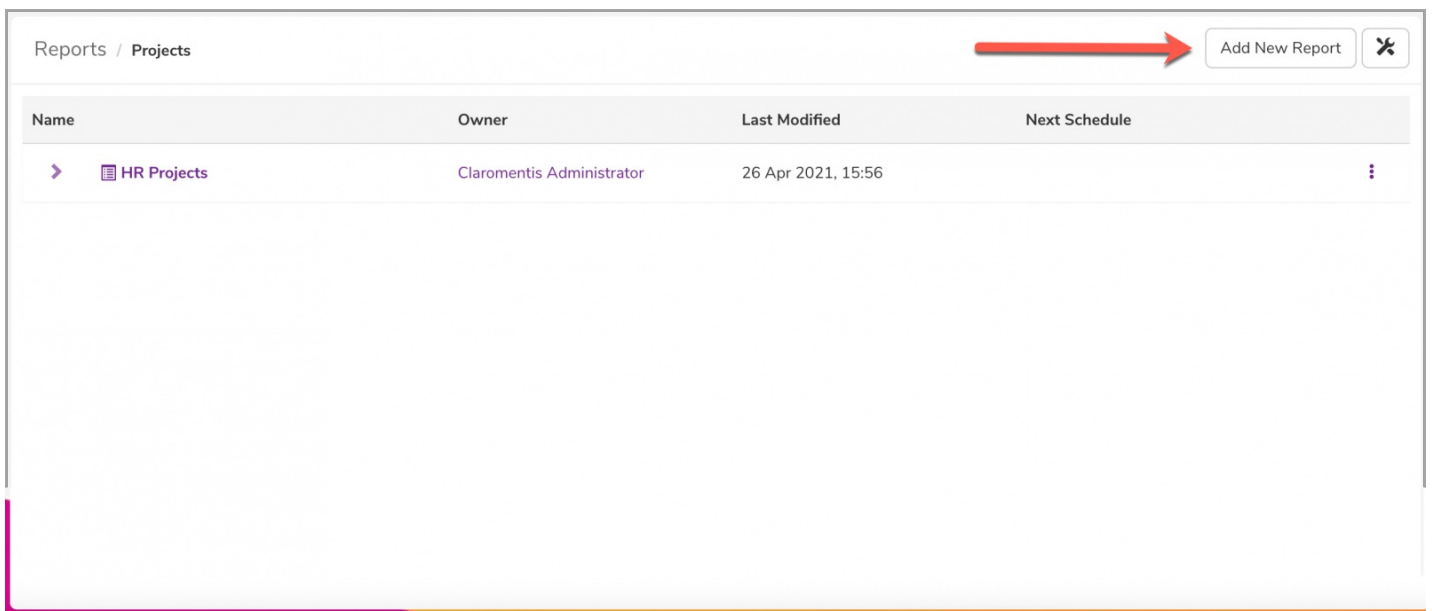 Reports / Projects
Add New Report
Name Owner Last Modified Next Schedule
HR Projects Claromentis Administrator 26 Apr 2021, 15:56